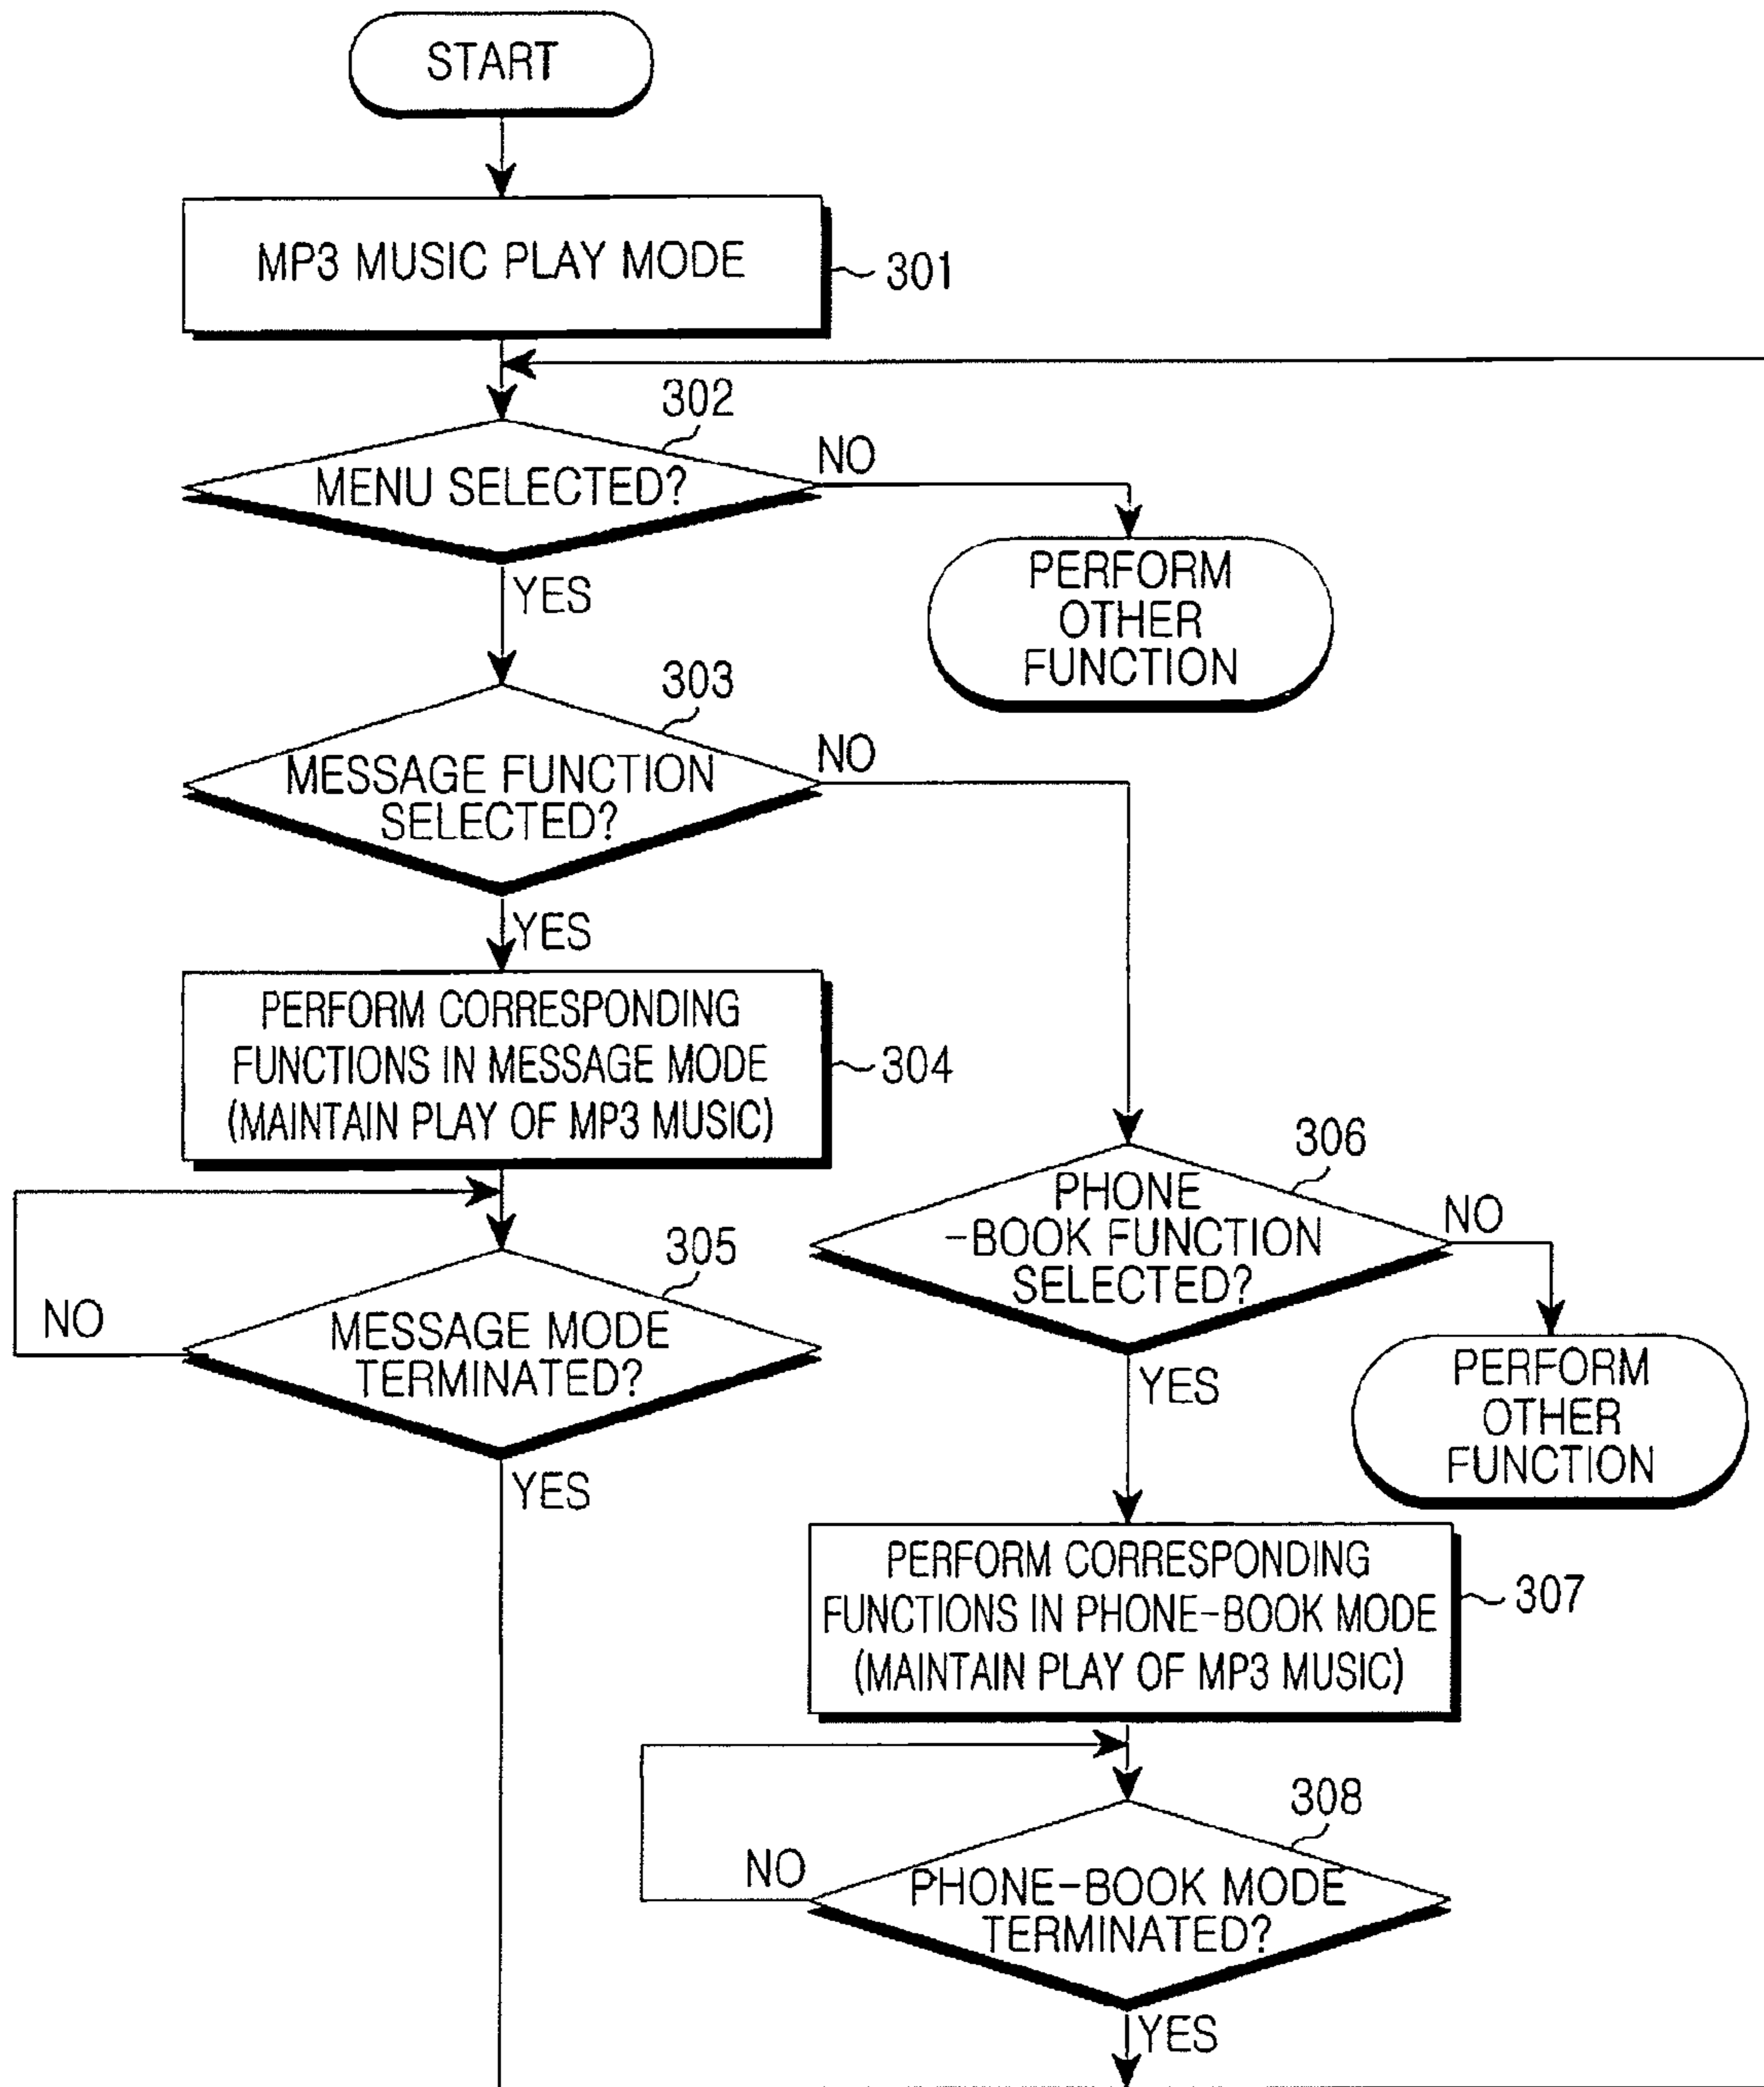 START
MP3 MUSIC PLAY MODE
301
302
MENU SELECTED?
NO
YES
PERFORM
OTHER
FUNCTION
303
MESSAGE FUNCTION
SELECTED?
NO
YES
PERFORM CORRESPONDING
FUNCTIONS IN MESSAGE MODE
(MAINTAIN PLAY OF MP3 MUSIC)
304
305
MESSAGE MODE
TERMINATED?
NO
YES
306
PHONE
-BOOK FUNCTION
SELECTED?
NO
YES
PERFORM
OTHER
FUNCTION
PERFORM CORRESPONDING
FUNCTIONS IN PHONE-BOOK MODE
(MAINTAIN PLAY OF MP3 MUSIC)
307
308
PHONE-BOOK MODE
TERMINATED?
NO
YES